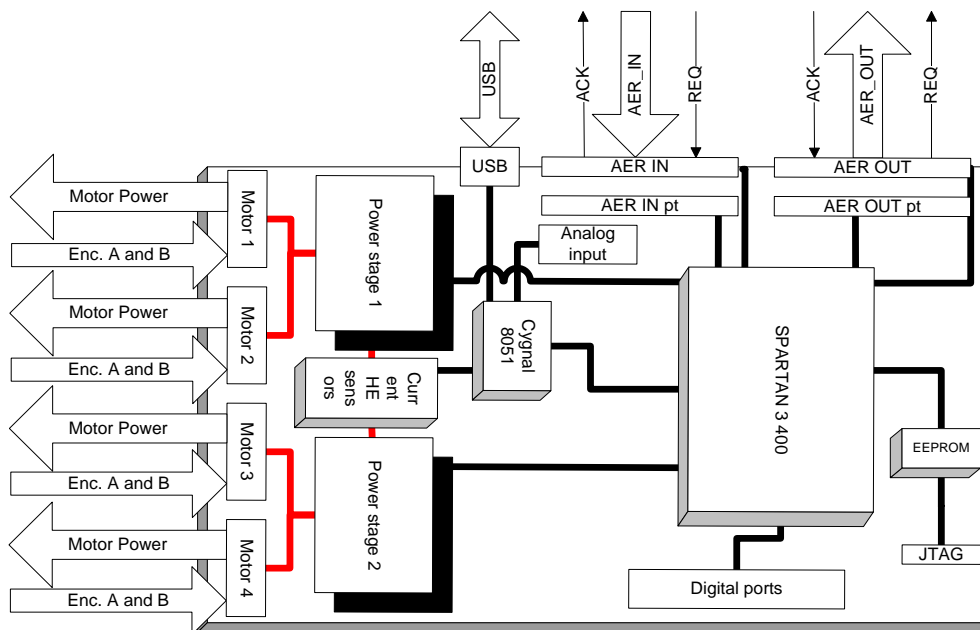 USB
ACK
AER_IN
REQ
ACK
AER_OUT
REQ
USB
AER IN
AER OUT
AER IN pt
AER OUT pt
Motor Power
Enc. A and B
Motor 1
Power stage 1
Analog
input
Motor Power
Enc. A and B
Motor 2
Cygnal
8051
SPARTAN 3 400
Curr
ent
HE
sens
ors
Motor Power
Enc. A and B
Motor 3
Power stage 2
EEPROM
Motor Power
Enc. A and B
Motor 4
JTAG
Digital ports